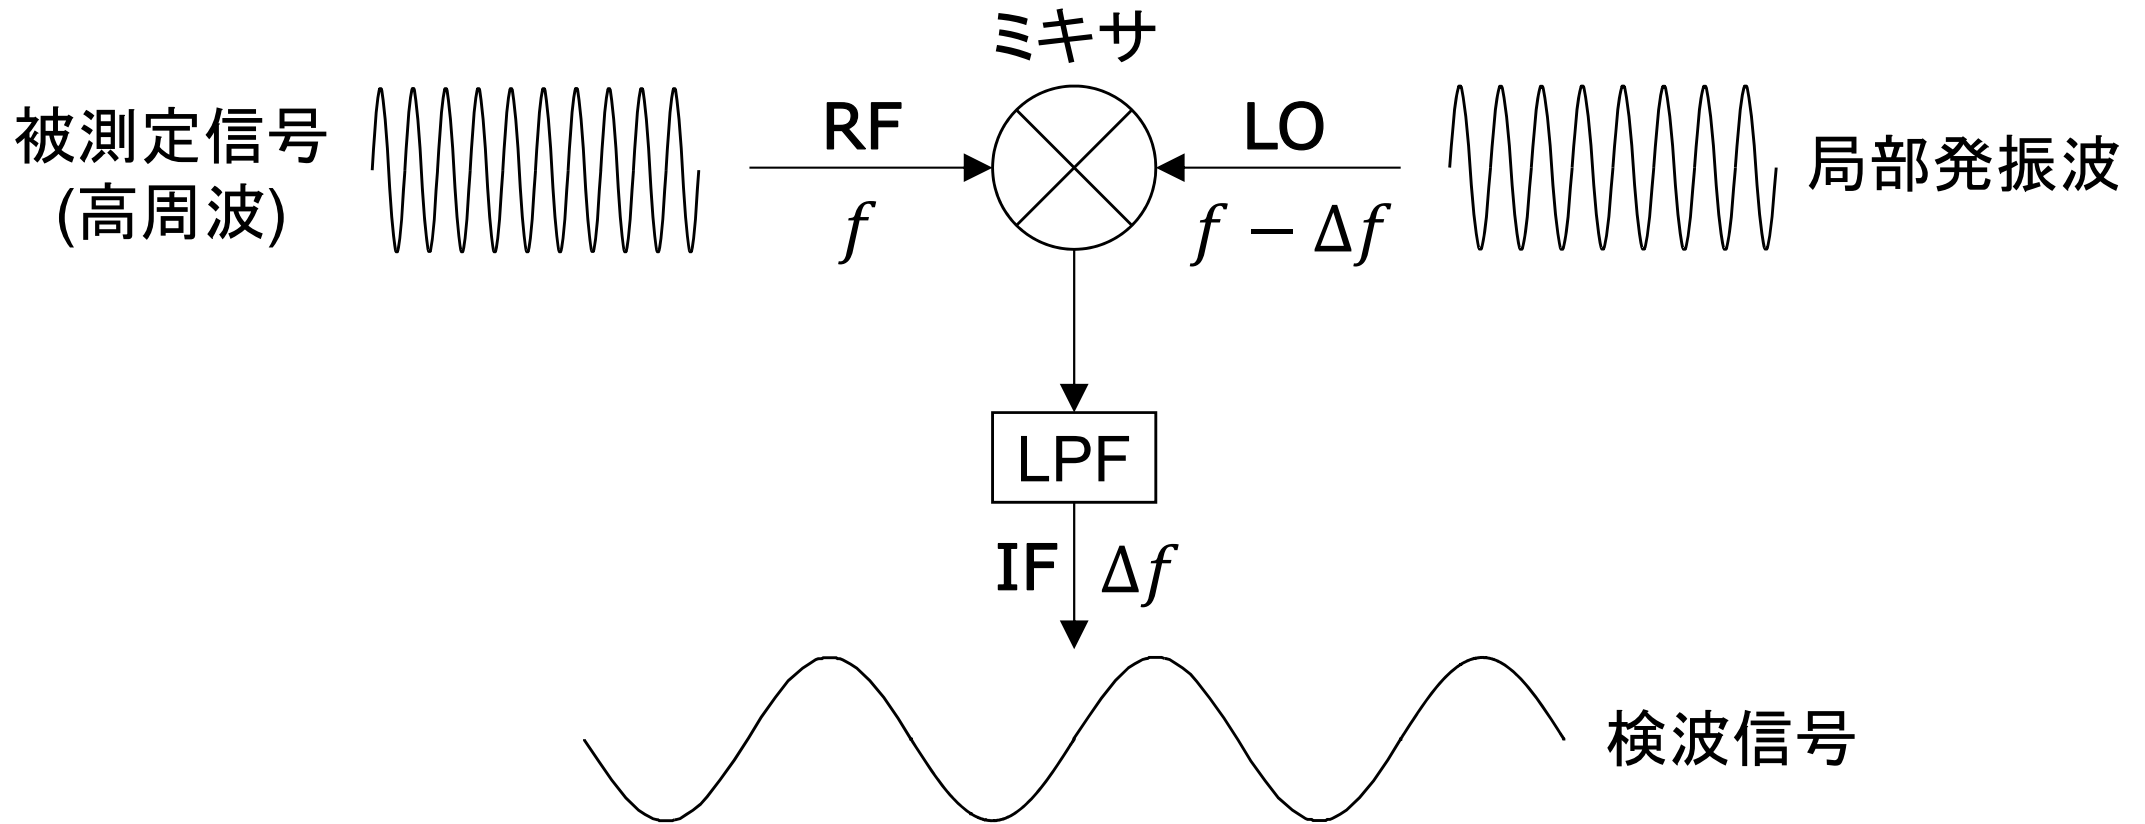 ミキサ
被測定信号
(高周波)
RF
f
LO
f − Δf
局部発振波
LPF
IF Δf
検波信号